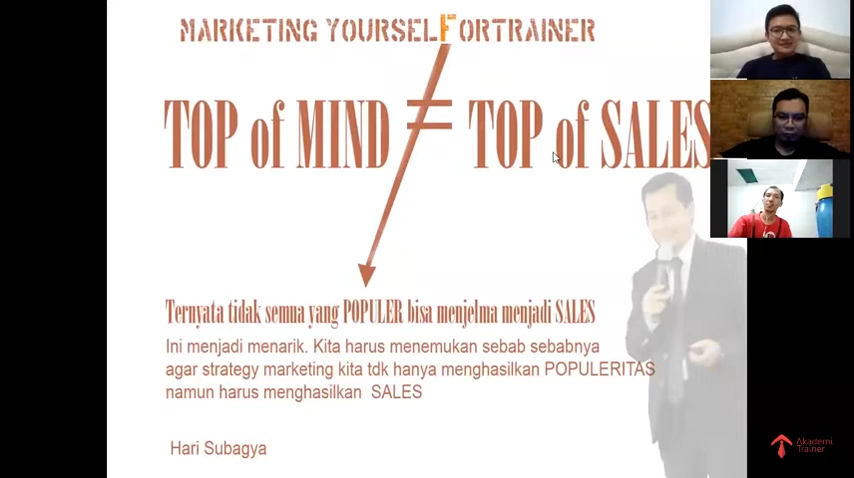 MARKETING YOURSELFORTRAINER
TOP of MIND = TOP of SALES
Ternyata tidak semua yang POPULER bisa menjelma menjadi SALES
Ini menjadi menarik. Kita harus menemukan sebab sebabnya
agar strategy marketing kita tdk hanya menghasilkan POPULERITAS
namun harus menghasilkan SALES
Hari Subagya
Akademi
Trainer